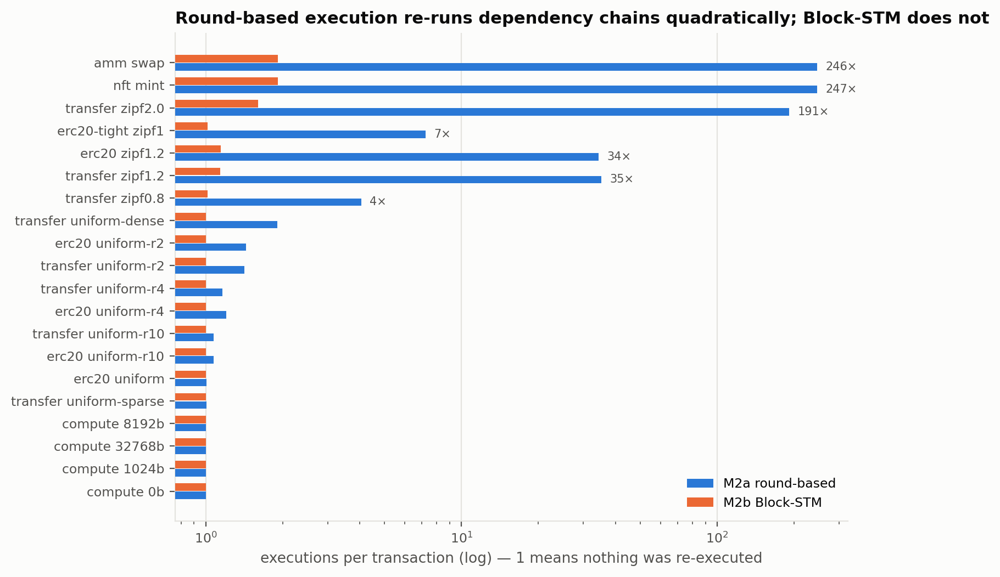 Round-based execution re-runs dependency chains quadratically; Block-STM does not
amm swap
246×
nft mint
247×
transfer zipf2.0
191×
erc20-tight zipf1
7×
erc20 zipf1.2
34×
transfer zipf1.2
35×
transfer zipf0.8
4×
transfer uniform-dense
erc20 uniform-r2
transfer uniform-r2
transfer uniform-r4
erc20 uniform-r4
transfer uniform-r10
erc20 uniform-r10
erc20 uniform
transfer uniform-sparse
compute 8192b
compute 32768b
compute 1024b
compute 0b
M2a round-based
M2b Block-STM
10⁰ 10¹ 10²
executions per transaction (log) — 1 means nothing was re-executed